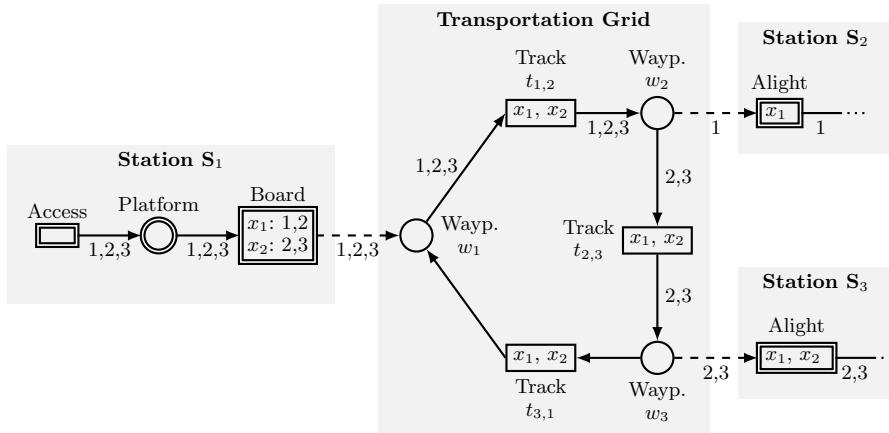 Transportation Grid
Station S₂
Track
t₁,₂
Wayp.
w₂
Alight
x₁, x₂
x₁
1,2,3
1
1
...
Station S₁
1,2,3
2,3
Access
Platform
Board
x₁: 1,2
x₂: 2,3
1,2,3
1,2,3
1,2,3
Wayp.
w₁
Track
t₂,₃
x₁, x₂
Station S₃
2,3
Alight
x₁, x₂
x₁, x₂
2,3
2,3
..
Track
t₃,₁
Wayp.
w₃